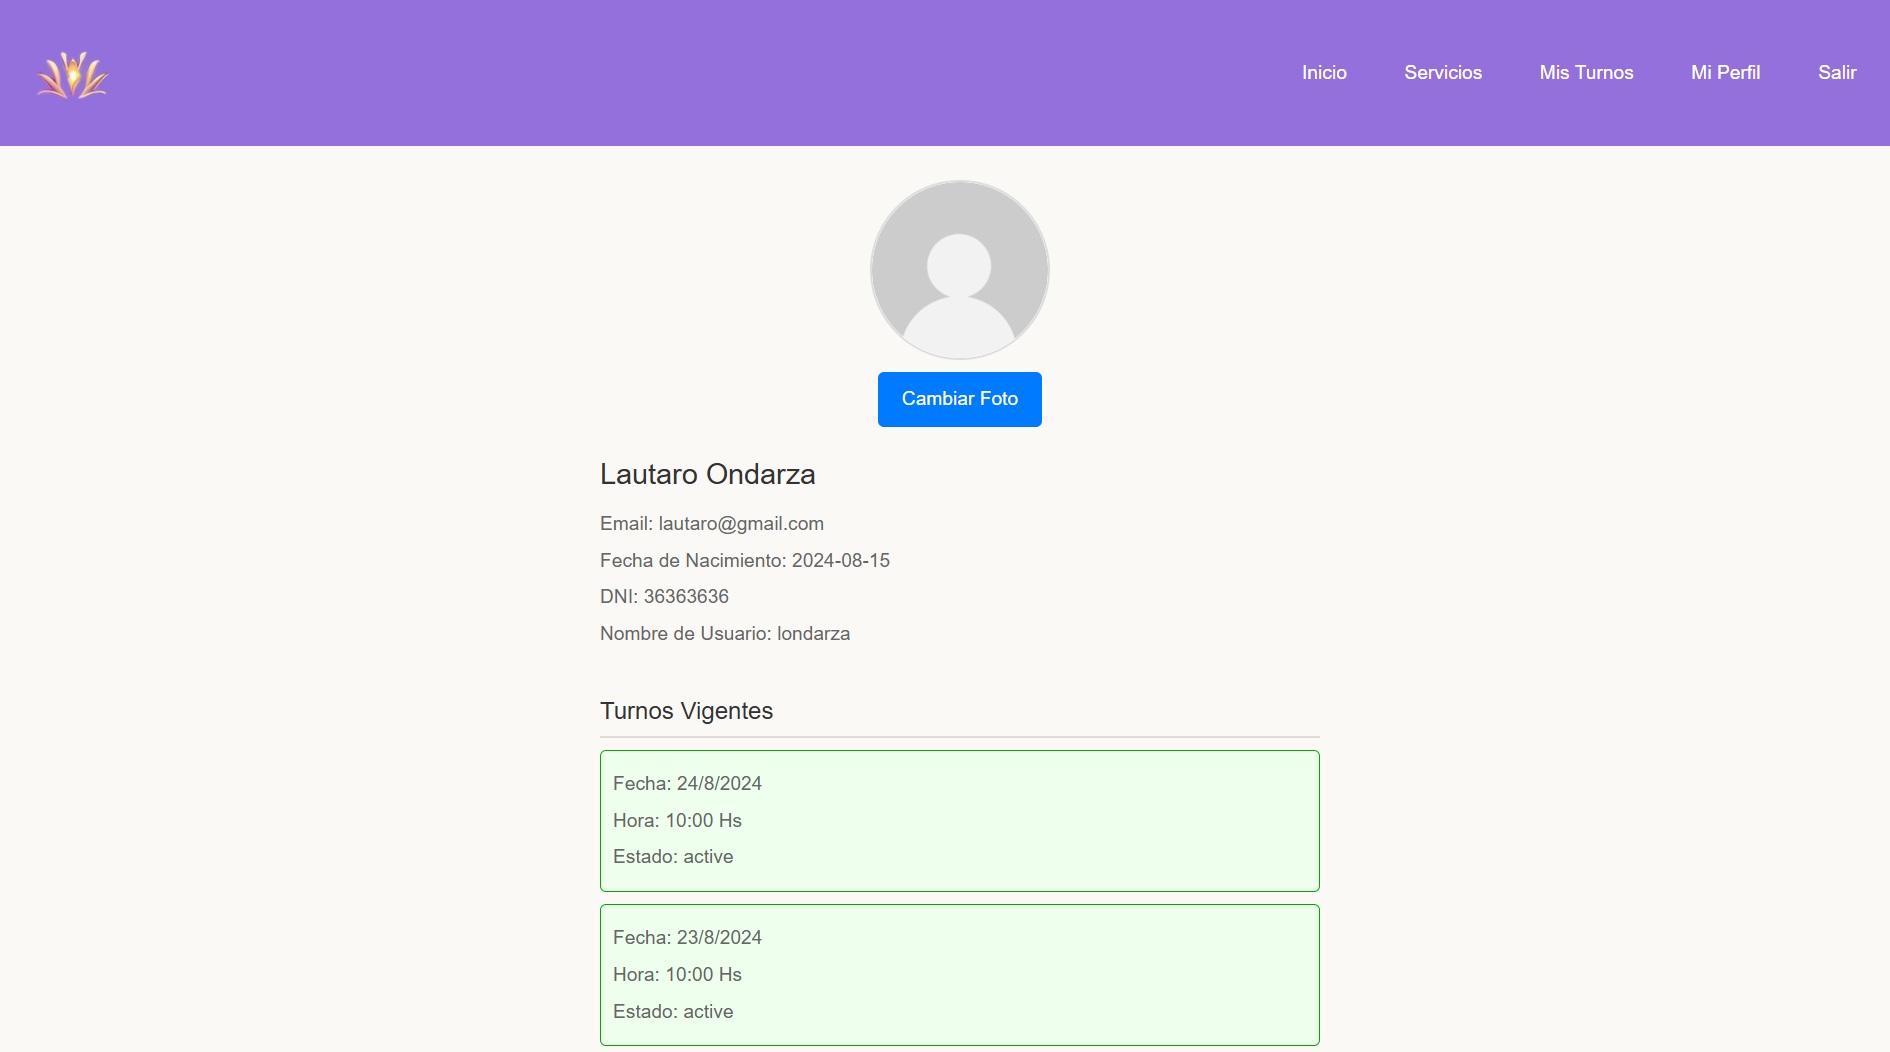 Inicio Servicios Mis Turnos Mi Perfil Salir
Cambiar Foto
Lautaro Ondarza
Email: lautaro@gmail.com
Fecha de Nacimiento: 2024-08-15
DNI: 36363636
Nombre de Usuario: londarza
Turnos Vigentes
Fecha: 24/8/2024
Hora: 10:00 Hs
Estado: active
Fecha: 23/8/2024
Hora: 10:00 Hs
Estado: active